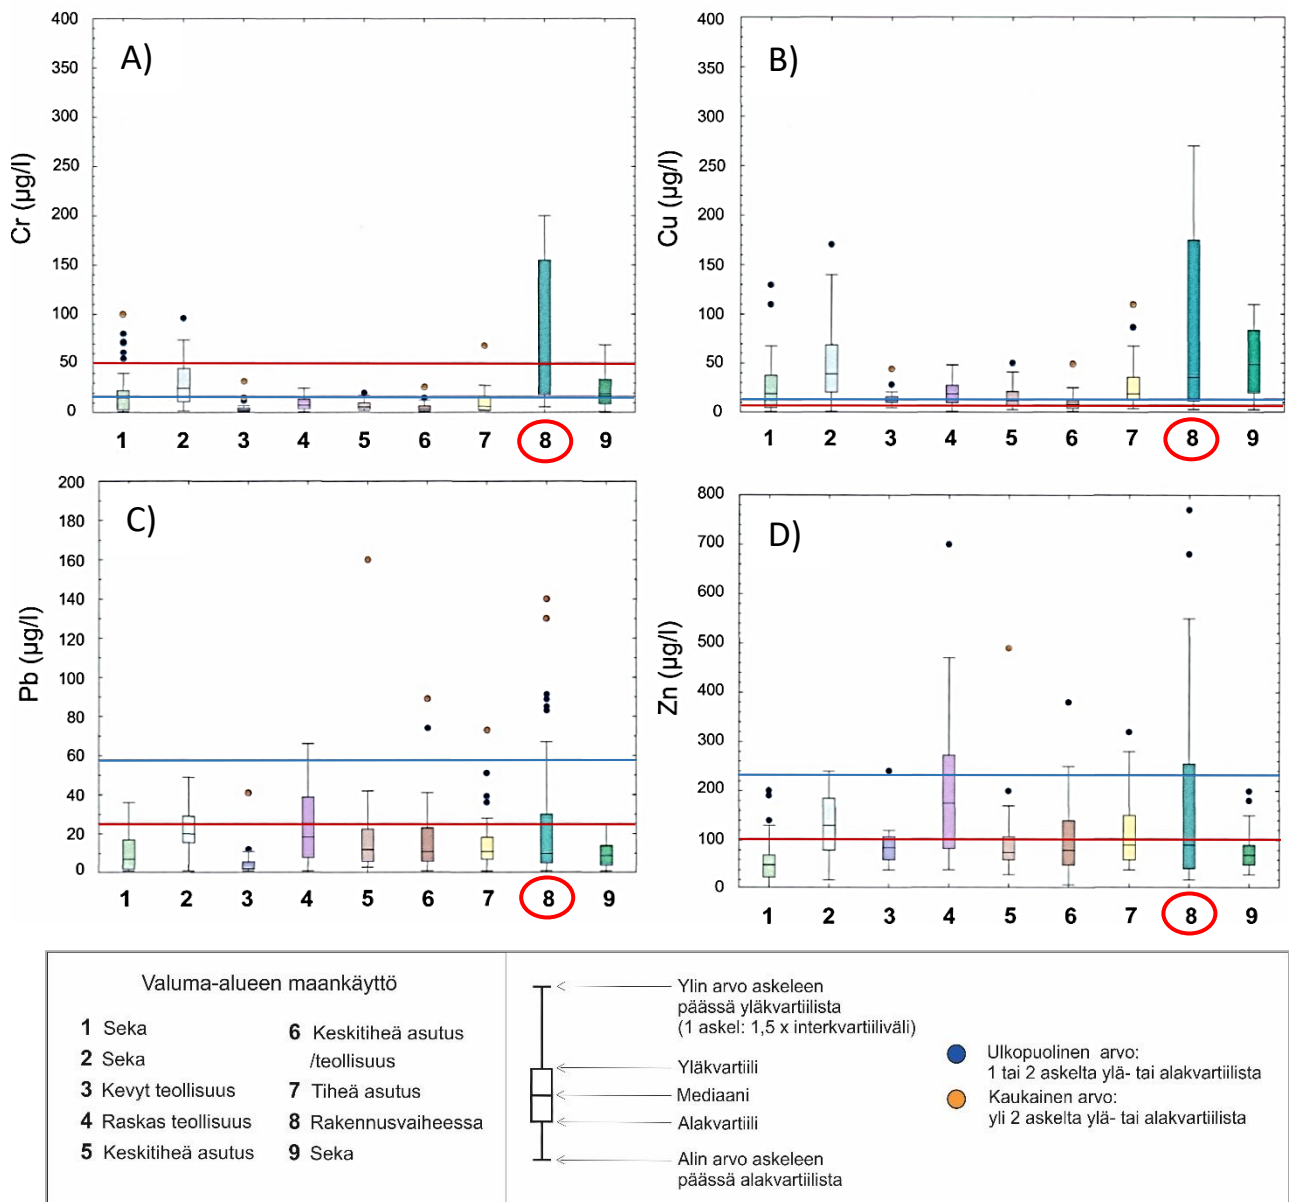 A)
Cr (µg/l)
400
350
300
250
200
150
100
50
0
1 2 3 4 5 6 7 8 9
B)
Cu (µg/l)
400
350
300
250
200
150
100
50
0
1 2 3 4 5 6 7 8 9
C)
Pb (µg/l)
200
180
160
140
120
100
80
60
40
20
0
1 2 3 4 5 6 7 8 9
D)
Zn (µg/l)
800
700
600
500
400
300
200
100
0
1 2 3 4 5 6 7 8 9
Valuma-alueen maankäyttö
1 Seka
2 Seka
3 Kevyt teollisuus
4 Raskas teollisuus
5 Keskitiheä asutus
6 Keskitiheä asutus
/teollisuus
7 Tiheä asutus
8 Rakennusvaiheessa
9 Seka
Ylin arvo askeleen
päässä yläkvartiilista
(1 askel: 1,5 x interkvartiiliväli)
Yläkvartiili
Mediaani
Alakvartiili
Alin arvo askeleen
päässä alakvartiilista
Ulkopuolinen arvo:
1 tai 2 askelta ylä- tai alakvartiilista
Kaukainen arvo:
yli 2 askelta ylä- tai alakvartiilista